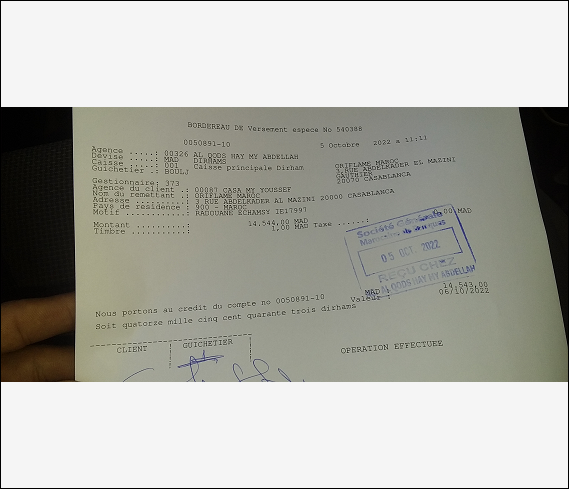 BORDEREAU DE Versement espece No 540388
0050891-10 5 Octobre 2022 a 11:11
Agence .....: 00326 AL QODS HAY MY ABDELLAH
Devise .....: MAD DIRHAMS
Caisse .....: 001 Caisse principale Dirham
Guichetier .: BOULJ
ORIFLAME MAROC
3,RUE ABDELKADER EL MAZINI
GAUTHIER
20070 CASABLANCA
Gestionnaire: 373
Agence du client .: 00087 CASA MY YOUSSEF
Nom du remettant .: ORIFLAME MAROC
Adresse ..........: 3 RUE ABDELKADER AL MAZINI 20000 CASABLANCA
Pays de residence.: 900 - MAROC
Motif ............: RADOUANE ECHAMSY IE17997
Montant ..........: 14.544,00 MAD
Timbre ...........: 1,00 MAD Taxe .....: 0,00 MAD
Société Générale
05 OCT. 2022
REÇU CHEZ
AL QODS HAY MY ABDELLAH
Nous portons au credit du compte no 0050891-10 MAD : 14.543,00
Valeur : 06/10/2022
Soit quatorze mille cinq cent quarante trois dirhams
CLIENT GUICHETIER OPERATION EFFECTUEE